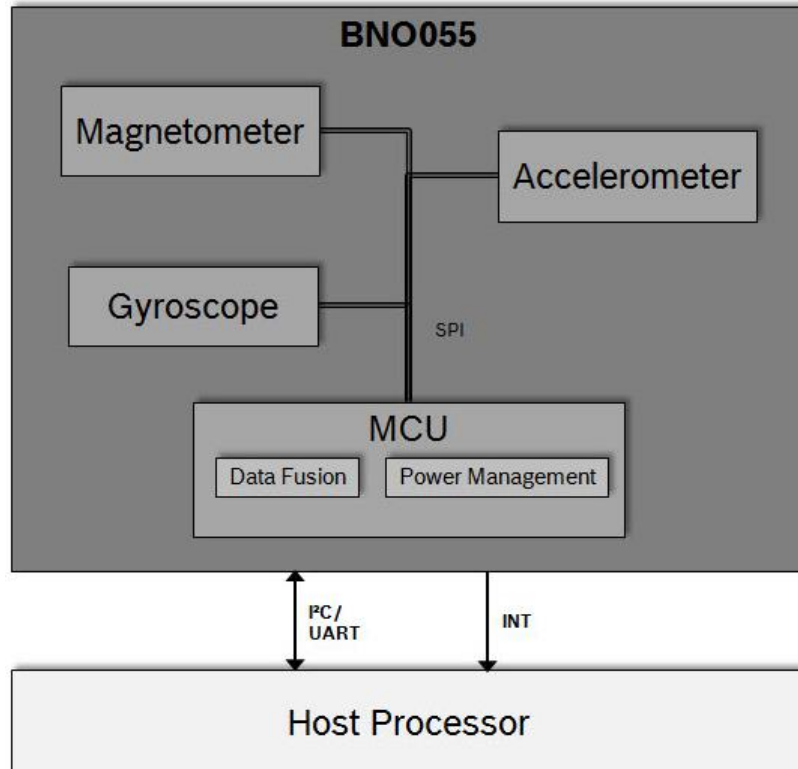 BNO055
Magnetometer
Accelerometer
Gyroscope
SPI
MCU
Data Fusion
Power Management
I²C/
UART
INT
Host Processor